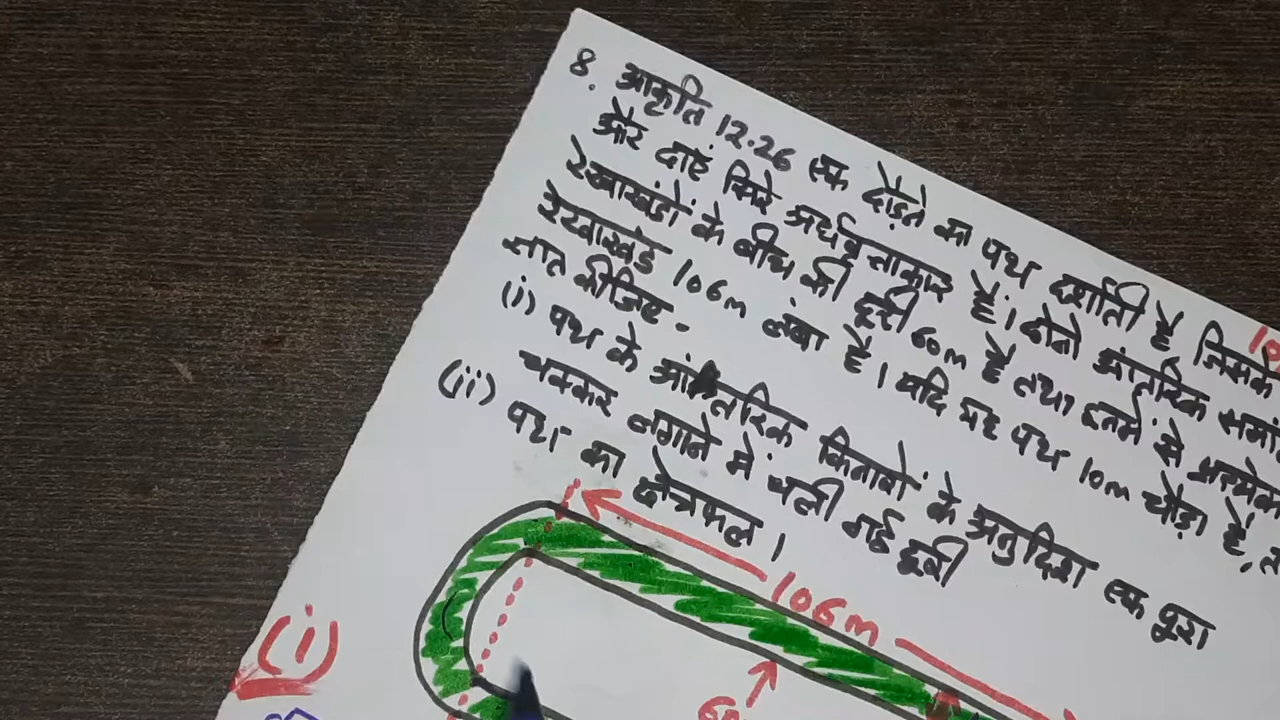 8. आकृति 12.26 एक दौड़ने का पथ दर्शाती है जिसके
और दाएं सिरे अर्धवृत्ताकार हैं। दोनों आंतरिक समां
रेखाखंडों के बीच की दूरी 60m है तथा इनमें से प्रत्येक
रेखाखंड 106m लंबा है। यदि यह पथ 10m चौड़ा है,
ज्ञात कीजिए -
(i) पथ के आंतरिक किनारों के अनुदिश एक पूरा
चक्कर लगाने में चली गई दूरी
(ii) पथ का क्षेत्रफल।
106m
(i)